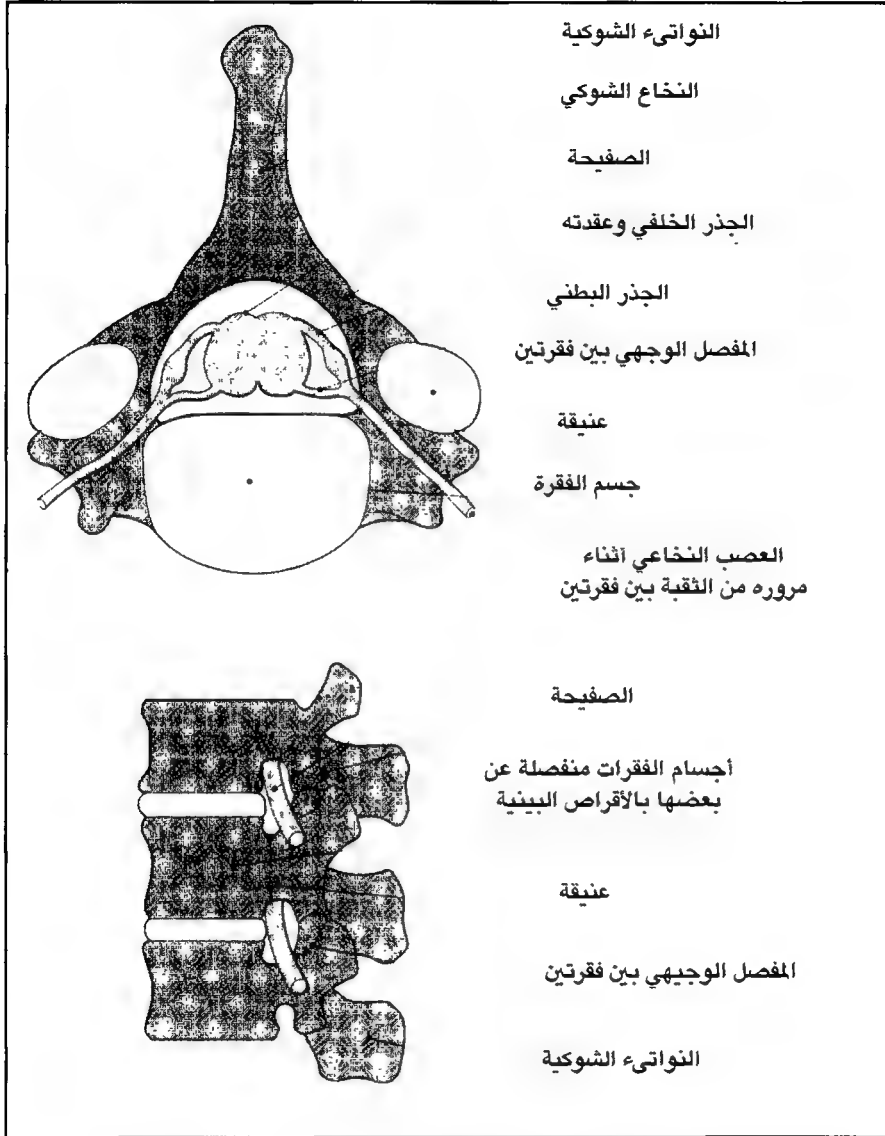 النواتىء الشوكية
النخاع الشوكي
الصفيحة
الجذر الخلفي وعقدته
الجذر البطني
المفصل الوجهي بين فقرتين
عنيقة
جسم الفقرة
العصب النخاعي أثناء
مروره من الثقبة بين فقرتين
الصفيحة
أجسام الفقرات منفصلة عن
بعضها بالأقراص البينية
عنيقة
المفصل الوجيهي بين فقرتين
النواتىء الشوكية